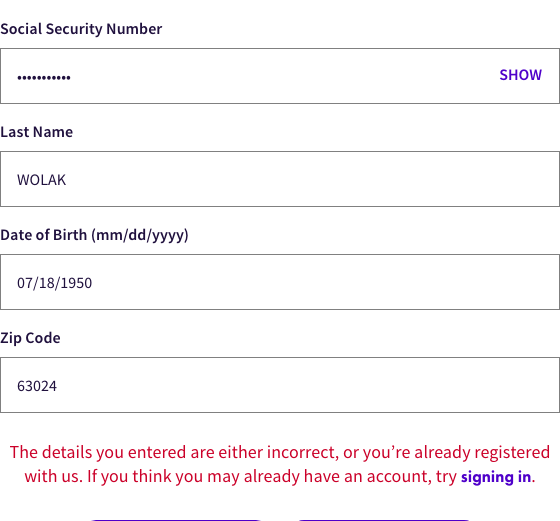 Social Security Number
••••••••••• SHOW
Last Name
WOLAK
Date of Birth (mm/dd/yyyy)
07/18/1950
Zip Code
63024
The details you entered are either incorrect, or you’re already registered
with us. If you think you may already have an account, try signing in.